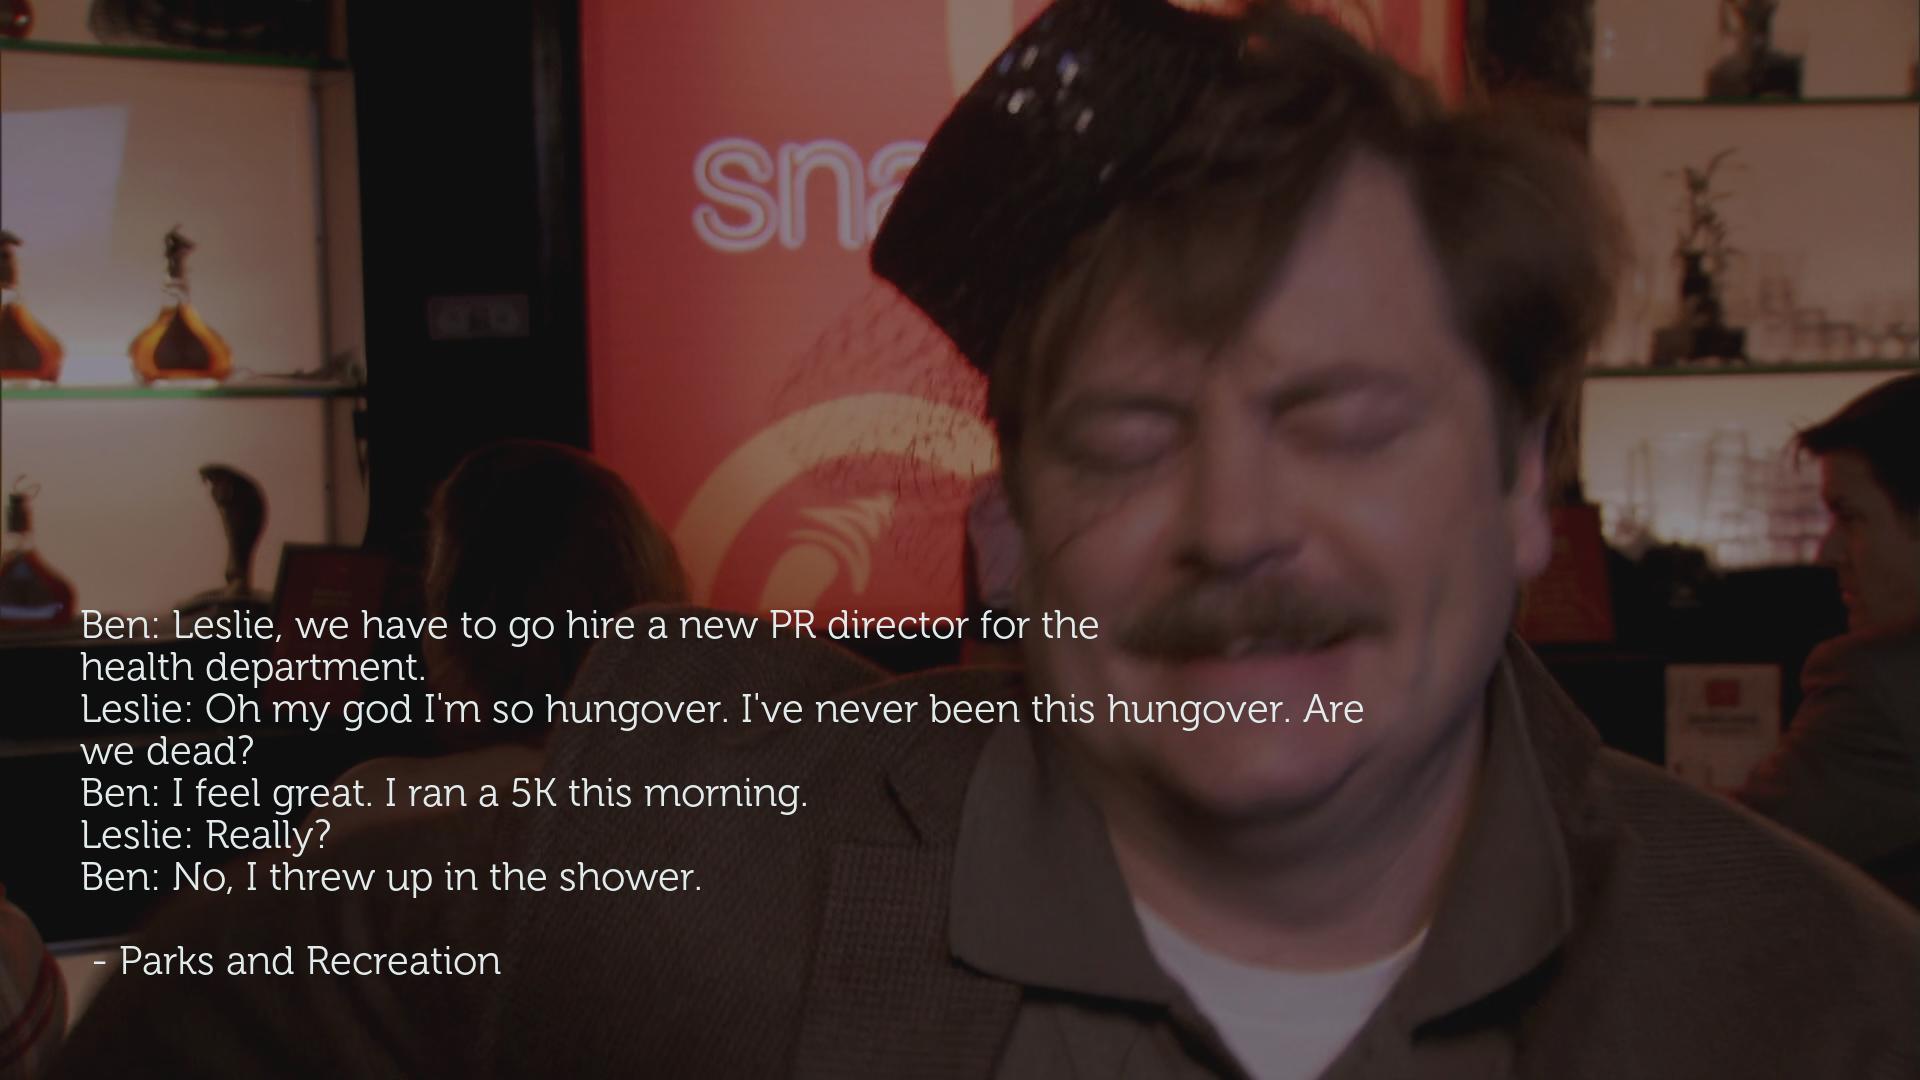 sna
Ben: Leslie, we have to go hire a new PR director for the
health department.
Leslie: Oh my god I'm so hungover. I've never been this hungover. Are
we dead?
Ben: I feel great. I ran a 5K this morning.
Leslie: Really?
Ben: No, I threw up in the shower.
- Parks and Recreation